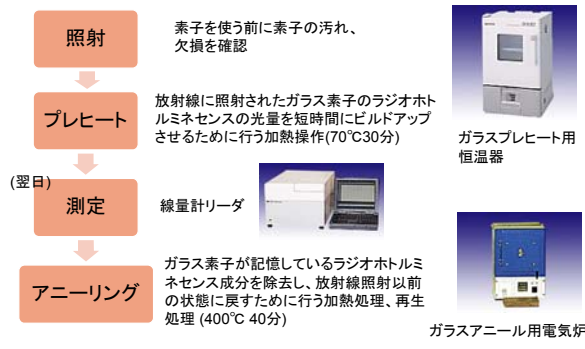 照射
素子を使う前に素子の汚れ、
欠損を確認
プレヒート
放射線に照射されたガラス素子のラジオホト
ルミネセンスの光量を短時間にビルドアップ
させるために行う加熱操作(70℃30分)
ガラスプレヒート用
恒温器
(翌日)
測定
線量計リーダ
アニーリング
ガラス素子が記憶しているラジオホトルミ
ネセンス成分を除去し、放射線照射以前
の状態に戻すために行う加熱処理、再生
処理 (400℃ 40分)
ガラスアニール用電気炉